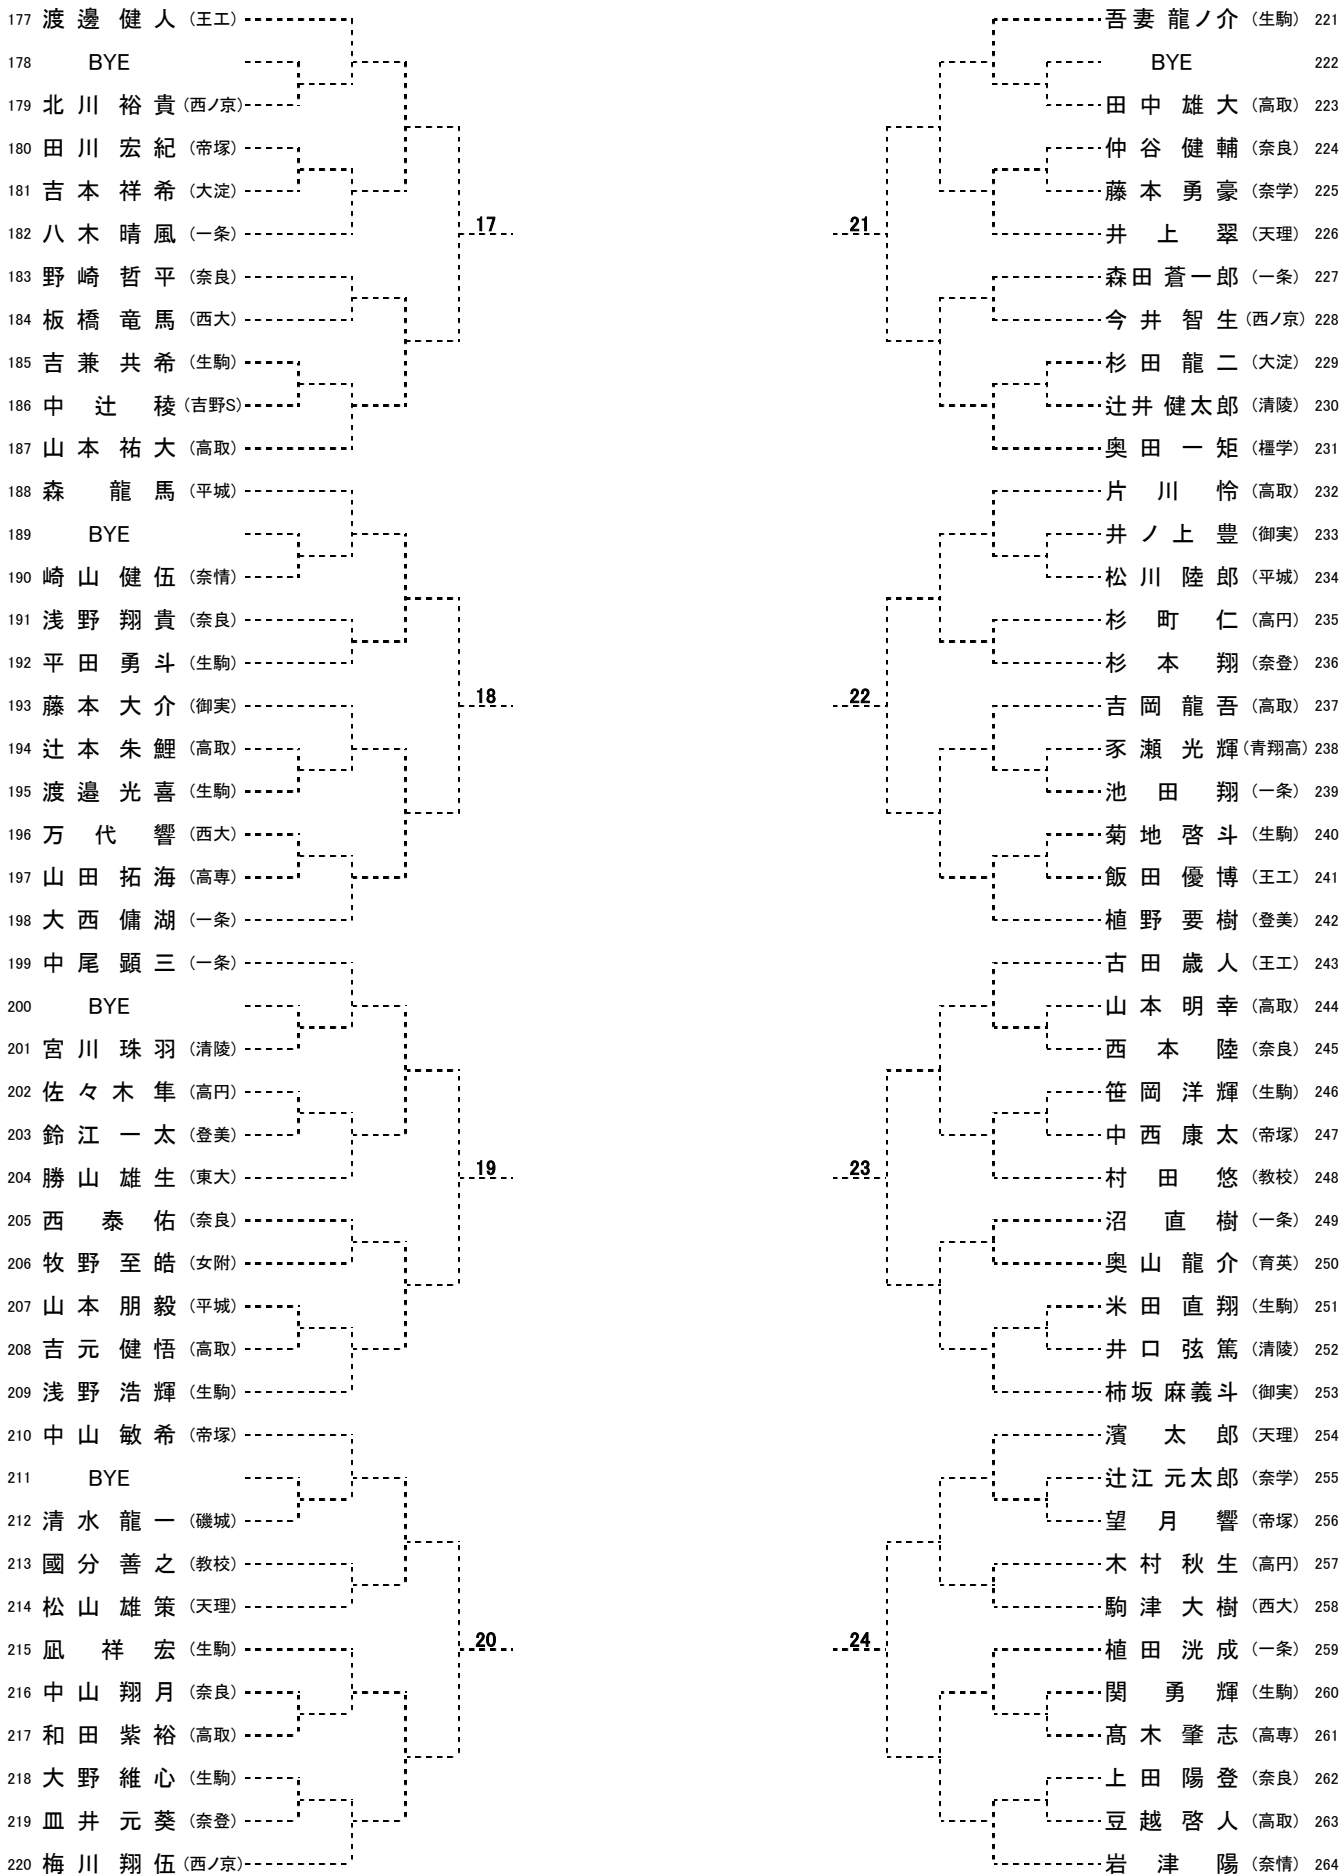 177 渡邊健人 (王工)
178 BYE
179 北川裕貴 (西ノ京)
180 田川宏紀 (帝塚)
181 吉本祥希 (大淀)
182 八木晴風 (一条)
17
183 野崎哲平 (奈良)
184 板橋竜馬 (西大)
185 吉兼共希 (生駒)
186 中辻稜 (吉野S)
187 山本祐大 (高取)
188 森龍馬 (平城)
189 BYE
190 崎山健伍 (奈情)
191 浅野翔貴 (奈良)
192 平田勇斗 (生駒)
18
193 藤本大介 (御実)
194 辻本朱鯉 (高取)
195 渡邉光喜 (生駒)
196 万代響 (西大)
197 山田拓海 (高専)
198 大西傭湖 (一条)
199 中尾顕三 (一条)
200 BYE
201 宮川珠羽 (清陵)
202 佐々木隼 (高円)
203 鈴江一太 (登美)
204 勝山雄生 (東大)
19
205 西泰佑 (奈良)
206 牧野至皓 (女附)
207 山本朋毅 (平城)
208 吉元健悟 (高取)
209 浅野浩輝 (生駒)
210 中山敏希 (帝塚)
211 BYE
212 清水龍一 (磯城)
213 國分善之 (教校)
214 松山雄策 (天理)
20
215 凪祥宏 (生駒)
216 中山翔月 (奈良)
217 和田紫裕 (高取)
218 大野維心 (生駒)
219 皿井元葵 (奈登)
220 梅川翔伍 (西ノ京)
吾妻龍ノ介 (生駒) 221
BYE 222
田中雄大 (高取) 223
仲谷健輔 (奈良) 224
藤本勇豪 (奈学) 225
21
井上翠 (天理) 226
森田蒼一郎 (一条) 227
今井智生 (西ノ京) 228
杉田龍二 (大淀) 229
辻井健太郎 (清陵) 230
奥田一矩 (橿学) 231
片川怜 (高取) 232
井ノ上豊 (御実) 233
松川陸郎 (平城) 234
杉町仁 (高円) 235
杉本翔 (奈登) 236
22
吉岡龍吾 (高取) 237
豕瀬光輝 (青翔高) 238
池田翔 (一条) 239
菊地啓斗 (生駒) 240
飯田優博 (王工) 241
植野要樹 (登美) 242
古田歳人 (王工) 243
山本明幸 (高取) 244
西本陸 (奈良) 245
笹岡洋輝 (生駒) 246
中西康太 (帝塚) 247
23
村田悠 (教校) 248
沼直樹 (一条) 249
奥山龍介 (育英) 250
米田直翔 (生駒) 251
井口弦篤 (清陵) 252
柿坂麻義斗 (御実) 253
濱太郎 (天理) 254
辻江元太郎 (奈学) 255
望月響 (帝塚) 256
木村秋生 (高円) 257
駒津大樹 (西大) 258
24
植田洸成 (一条) 259
関勇輝 (生駒) 260
髙木肇志 (高専) 261
上田陽登 (奈良) 262
豆越啓人 (高取) 263
岩津陽 (奈情) 264